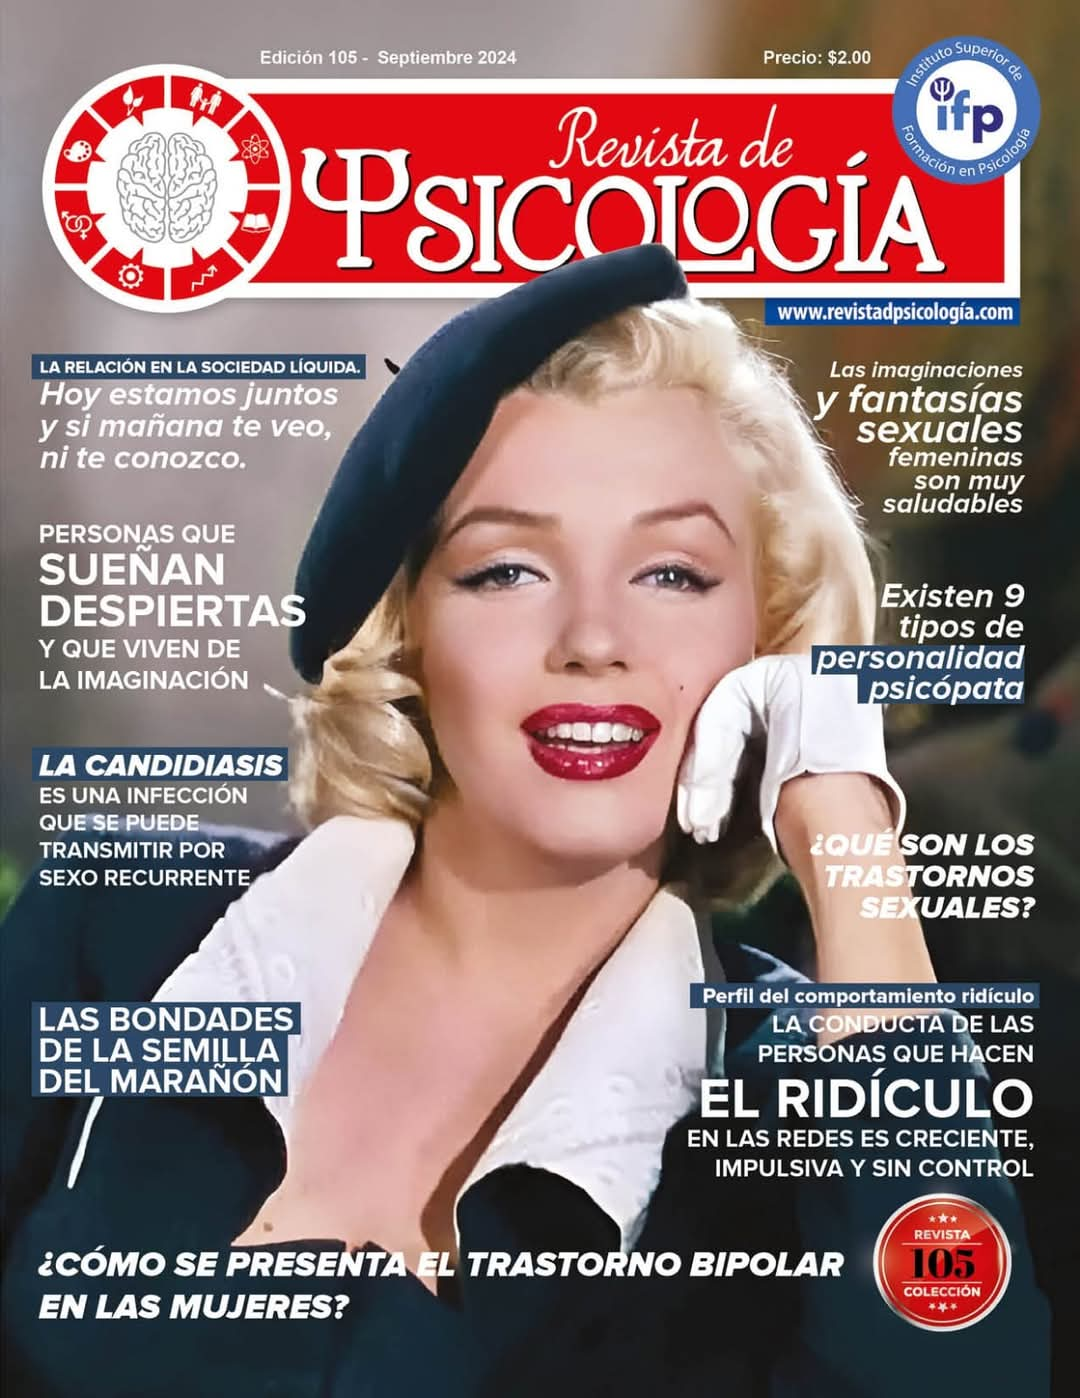 Edición 105 - Septiembre 2024
Precio: $2.00
Instituto Superior de
ifp
Formación en Psicología
Revista de
PSICOLOGÍA
www.revistadpsicología.com
LA RELACIÓN EN LA SOCIEDAD LÍQUIDA.
Hoy estamos juntos
y si mañana te veo,
ni te conozco.
PERSONAS QUE
SUEÑAN
DESPIERTAS
Y QUE VIVEN DE
LA IMAGINACIÓN
LA CANDIDIASIS
ES UNA INFECCIÓN
QUE SE PUEDE
TRANSMITIR POR
SEXO RECURRENTE
LAS BONDADES
DE LA SEMILLA
DEL MARAÑÓN
Las imaginaciones
y fantasías
sexuales
femeninas
son muy
saludables
Existen 9
tipos de
personalidad
psicópata
¿QUÉ SON LOS
TRASTORNOS
SEXUALES?
Perfil del comportamiento ridículo
LA CONDUCTA DE LAS
PERSONAS QUE HACEN
EL RIDÍCULO
EN LAS REDES ES CRECIENTE,
IMPULSIVA Y SIN CONTROL
¿CÓMO SE PRESENTA EL TRASTORNO BIPOLAR
EN LAS MUJERES?
REVISTA
105
COLECCIÓN